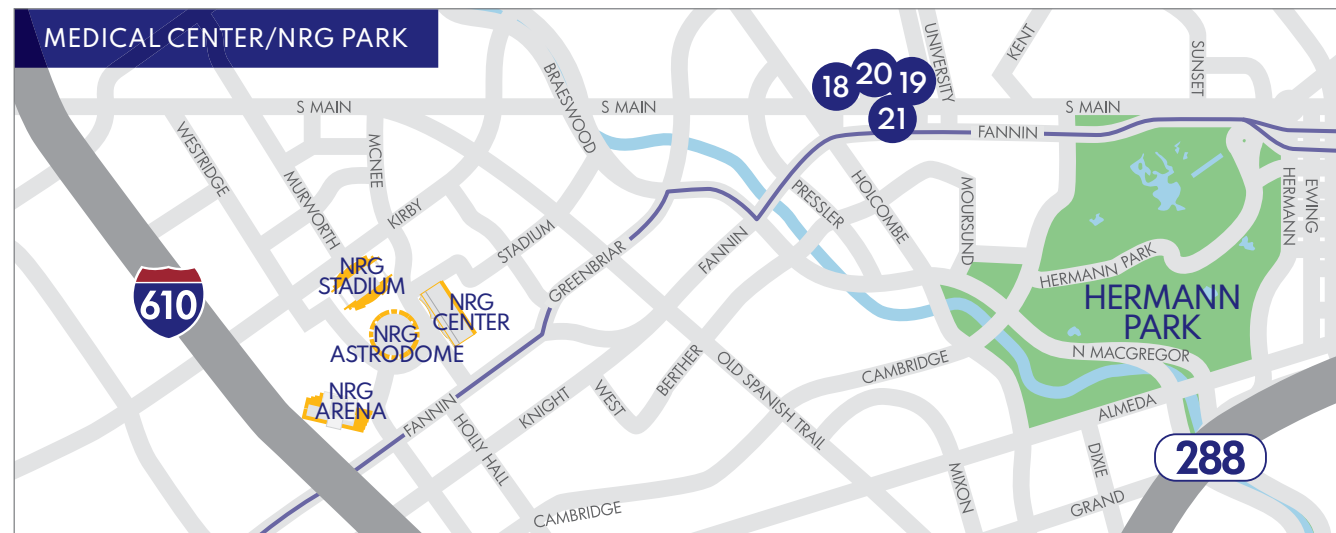 MEDICAL CENTER/NRG PARK
S MAIN
S MAIN
S MAIN
UNIVERSITY
KENT
SUNSET
18
20
19
21
FANNIN
WESTRIDGE
MURWORTH
MCNEE
KIRBY
BRAESWOOD
STADIUM
GREENBRIAR
FANNIN
PRESSLER
HOLCOMBE
MOURSUND
HERMANN
EWING
HERMANN PARK
HERMANN
PARK
610
NRG
STADIUM
NRG
CENTER
NRG
ASTRODOME
NRG
ARENA
FANNIN
HOLLY HALL
KNIGHT
WEST
BERTHER
OLD SPANISH TRAIL
CAMBRIDGE
N MACGREGOR
ALMEDA
CAMBRIDGE
MIXON
DIXIE
GRAND
288